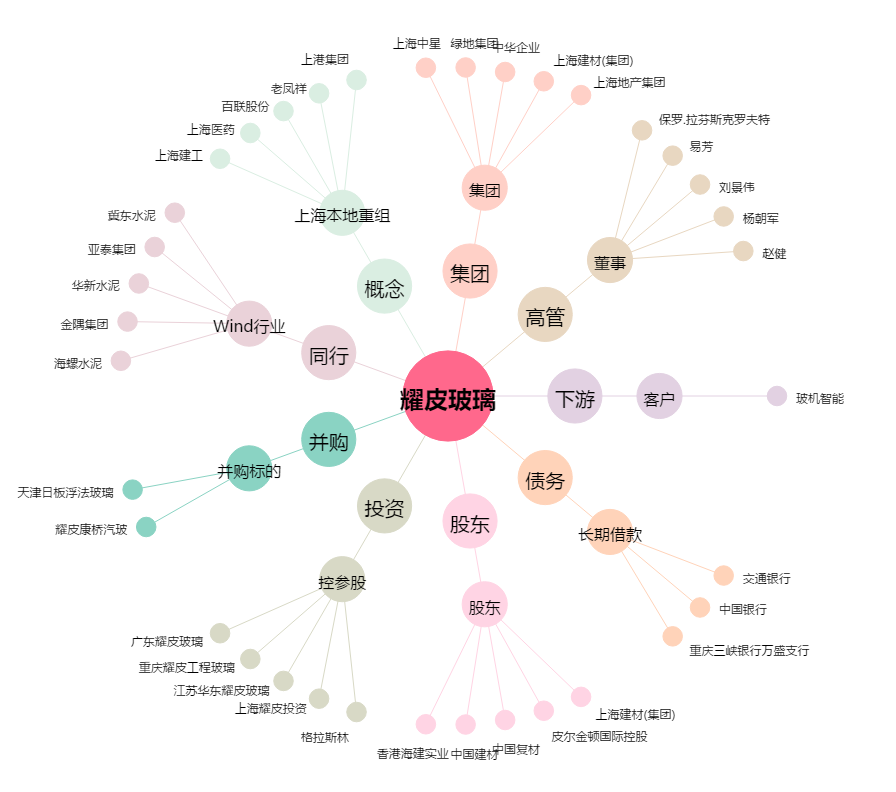 上海中星
绿地集团
中华企业
上海建材(集团)
上海地产集团
集团
集团
上港集团
老凤祥
百联股份
上海医药
上海建工
上海本地重组
概念
保罗.拉芬斯克罗夫特
易芳
刘景伟
杨朝军
赵健
董事
高管
冀东水泥
亚泰集团
华新水泥
金隅集团
海螺水泥
Wind行业
同行
耀皮玻璃
下游
客户
玻机智能
并购
并购标的
天津日板浮法玻璃
耀皮康桥汽玻
债务
长期借款
交通银行
中国银行
重庆三峡银行万盛支行
投资
控参股
广东耀皮玻璃
重庆耀皮工程玻璃
江苏华东耀皮玻璃
上海耀皮投资
格拉斯林
股东
股东
香港海建实业
中国建材
中国复材
皮尔金顿国际控股
上海建材(集团)